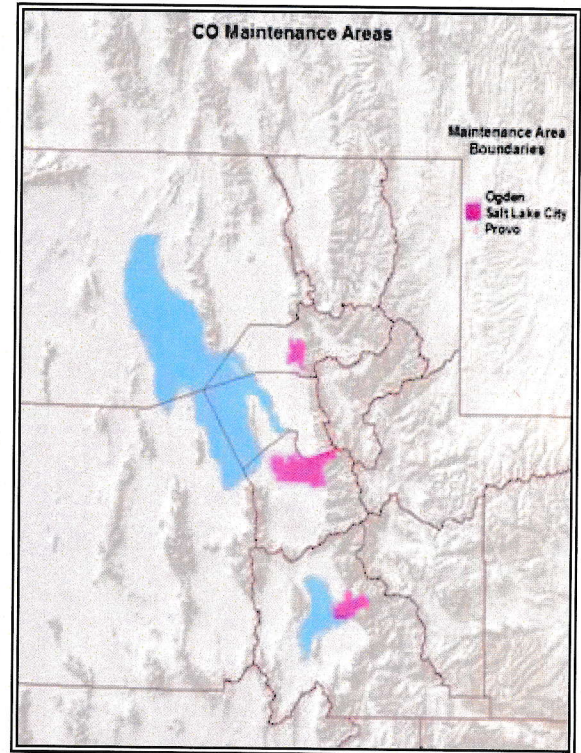 CO Maintenance Areas
Maintenance Area
Boundaries
Ogden
Salt Lake City
Provo